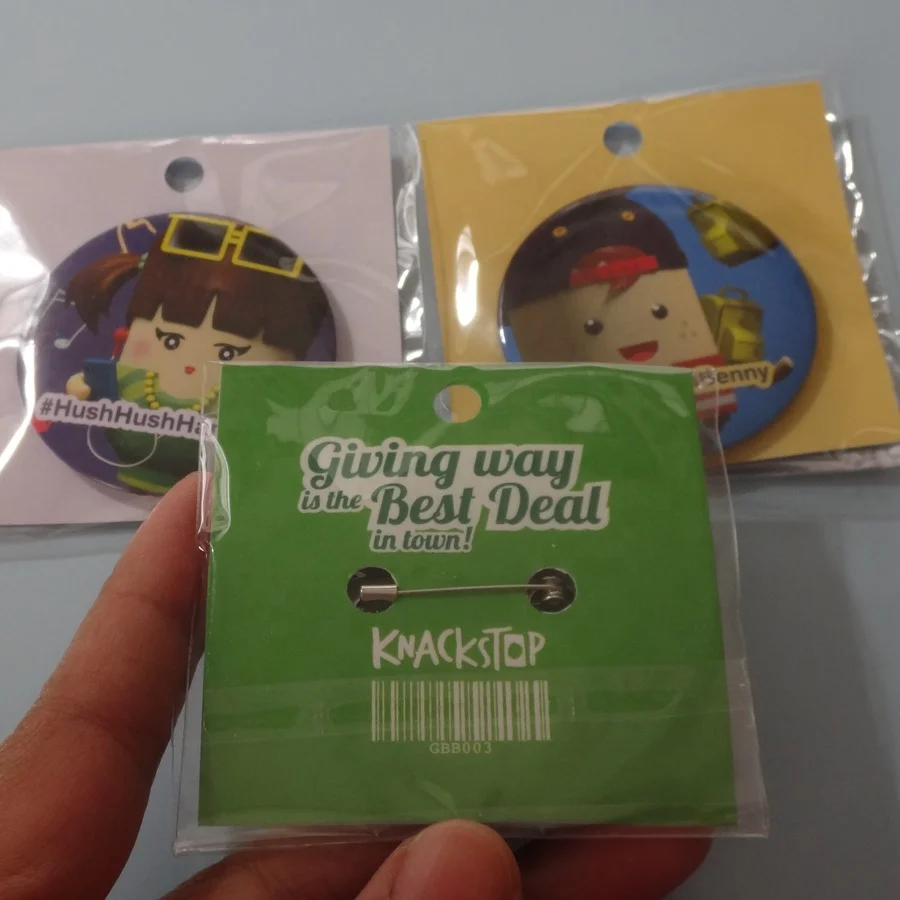 #HushHushHa
Benny
Giving way
is the Best Deal
in town!
KNACKSTOP
GBB003